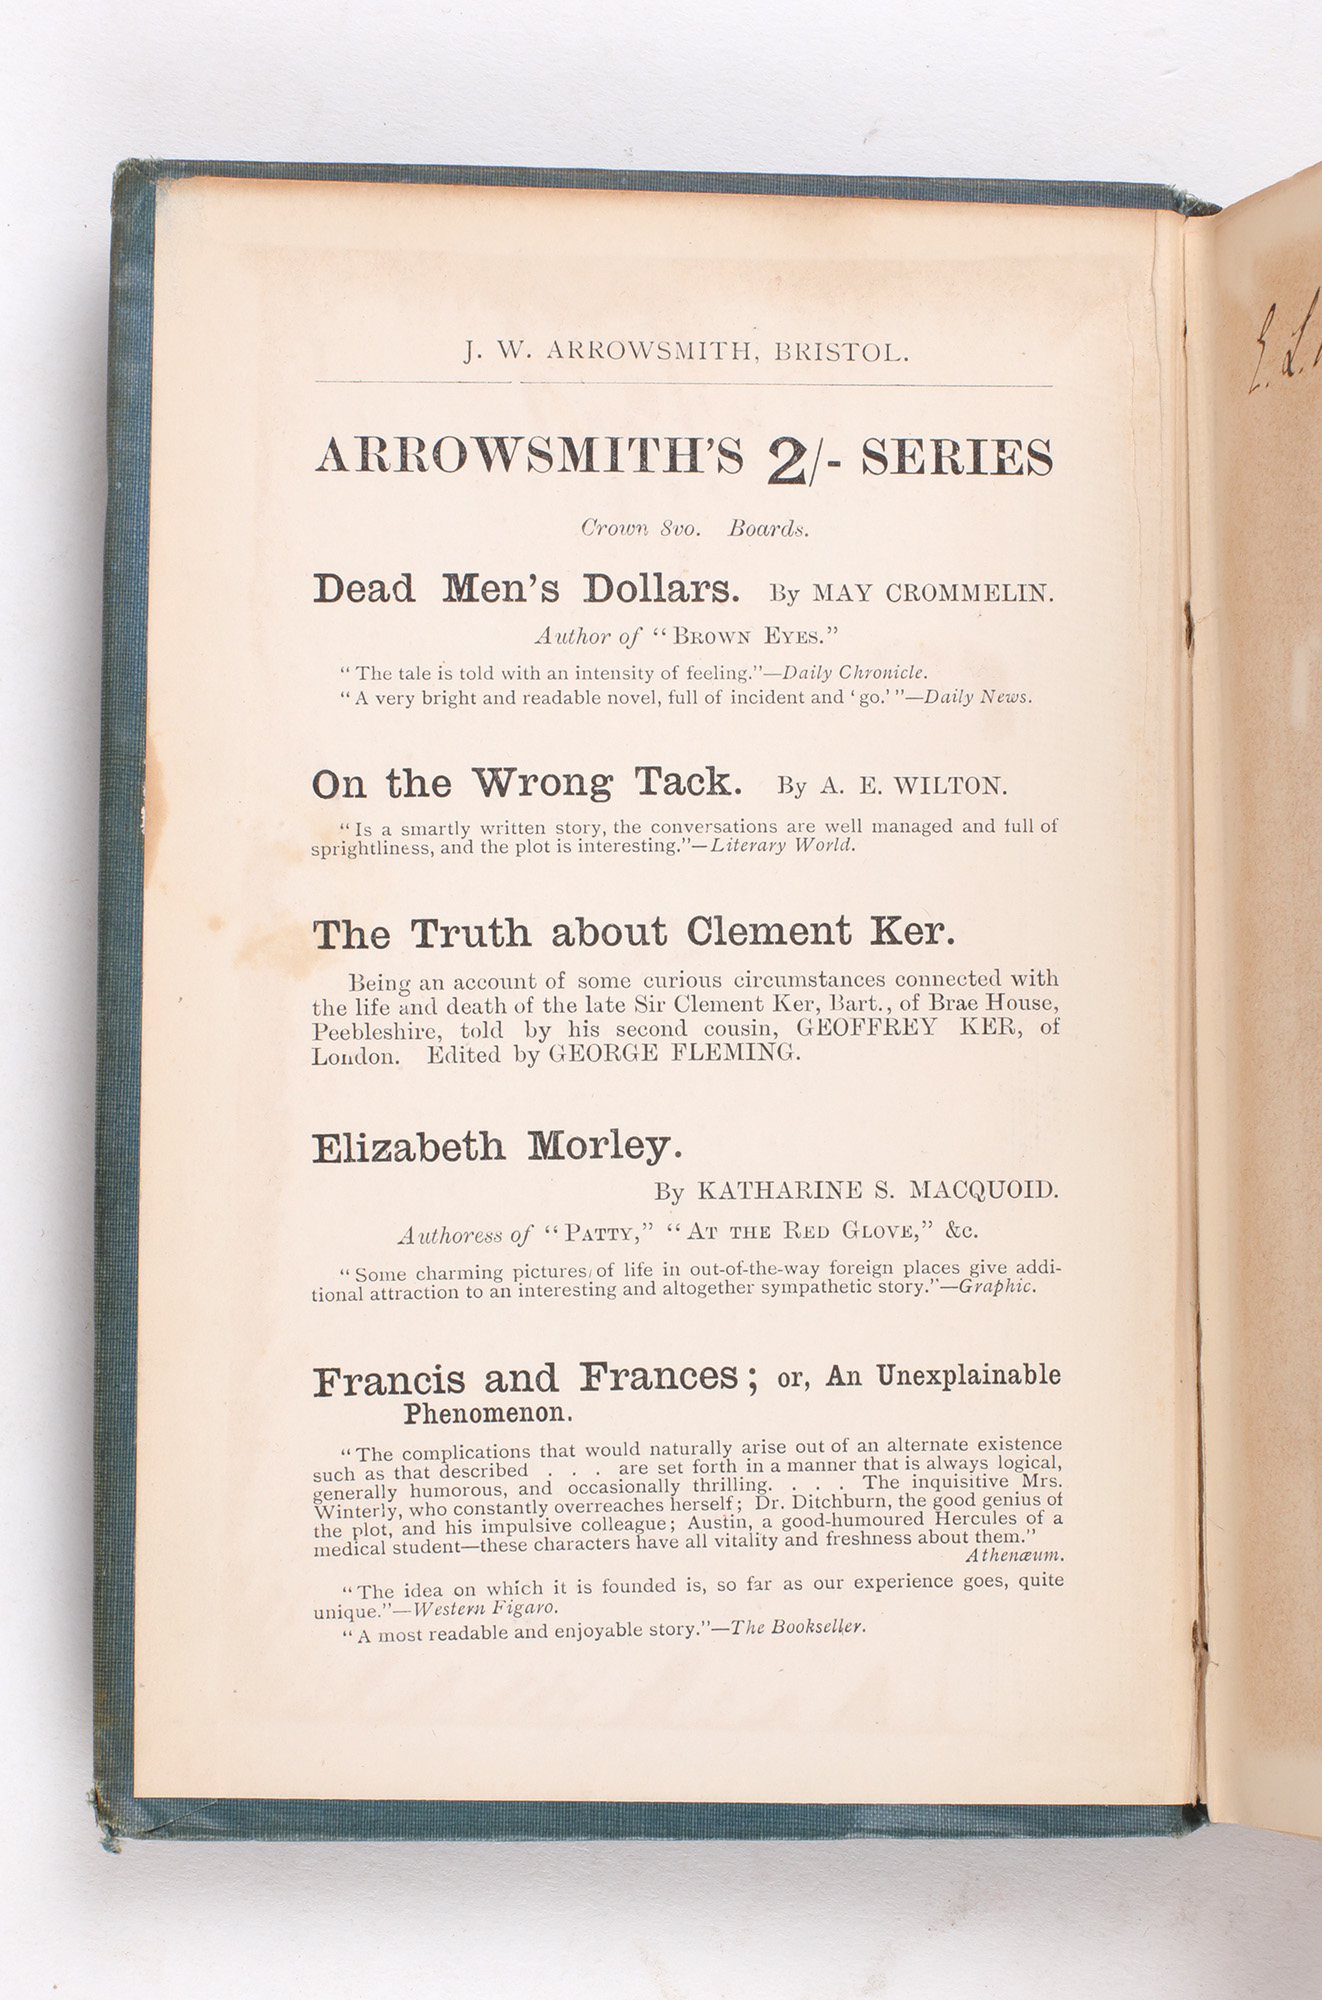 J. W. ARROWSMITH, BRISTOL.
ARROWSMITH'S 2/- SERIES
Crown 8vo. Boards.
Dead Men's Dollars. By MAY CROMMELIN.
Author of "BROWN EYES."
"The tale is told with an intensity of feeling."—Daily Chronicle.
"A very bright and readable novel, full of incident and 'go.'"—Daily News.
On the Wrong Tack. By A. E. WILTON.
"Is a smartly written story, the conversations are well managed and full of
sprightliness, and the plot is interesting."—Literary World.
The Truth about Clement Ker.
Being an account of some curious circumstances connected with
the life and death of the late Sir Clement Ker, Bart., of Brae House,
Peebleshire, told by his second cousin, GEOFFREY KER, of
London. Edited by GEORGE FLEMING.
Elizabeth Morley.
By KATHARINE S. MACQUOID.
Authoress of "PATTY," "AT THE RED GLOVE," &c.
"Some charming pictures of life in out-of-the-way foreign places give addi-
tional attraction to an interesting and altogether sympathetic story."—Graphic.
Francis and Frances; or, An Unexplainable
Phenomenon.
"The complications that would naturally arise out of an alternate existence
such as that described . . . are set forth in a manner that is always logical,
generally humorous, and occasionally thrilling. . . . The inquisitive Mrs.
Winterly, who constantly overreaches herself; Dr. Ditchburn, the good genius of
the plot, and his impulsive colleague; Austin, a good-humoured Hercules of a
medical student—these characters have all vitality and freshness about them."
Athenæum.
"The idea on which it is founded is, so far as our experience goes, quite
unique."—Western Figaro.
"A most readable and enjoyable story."—The Bookseller.
E. L.